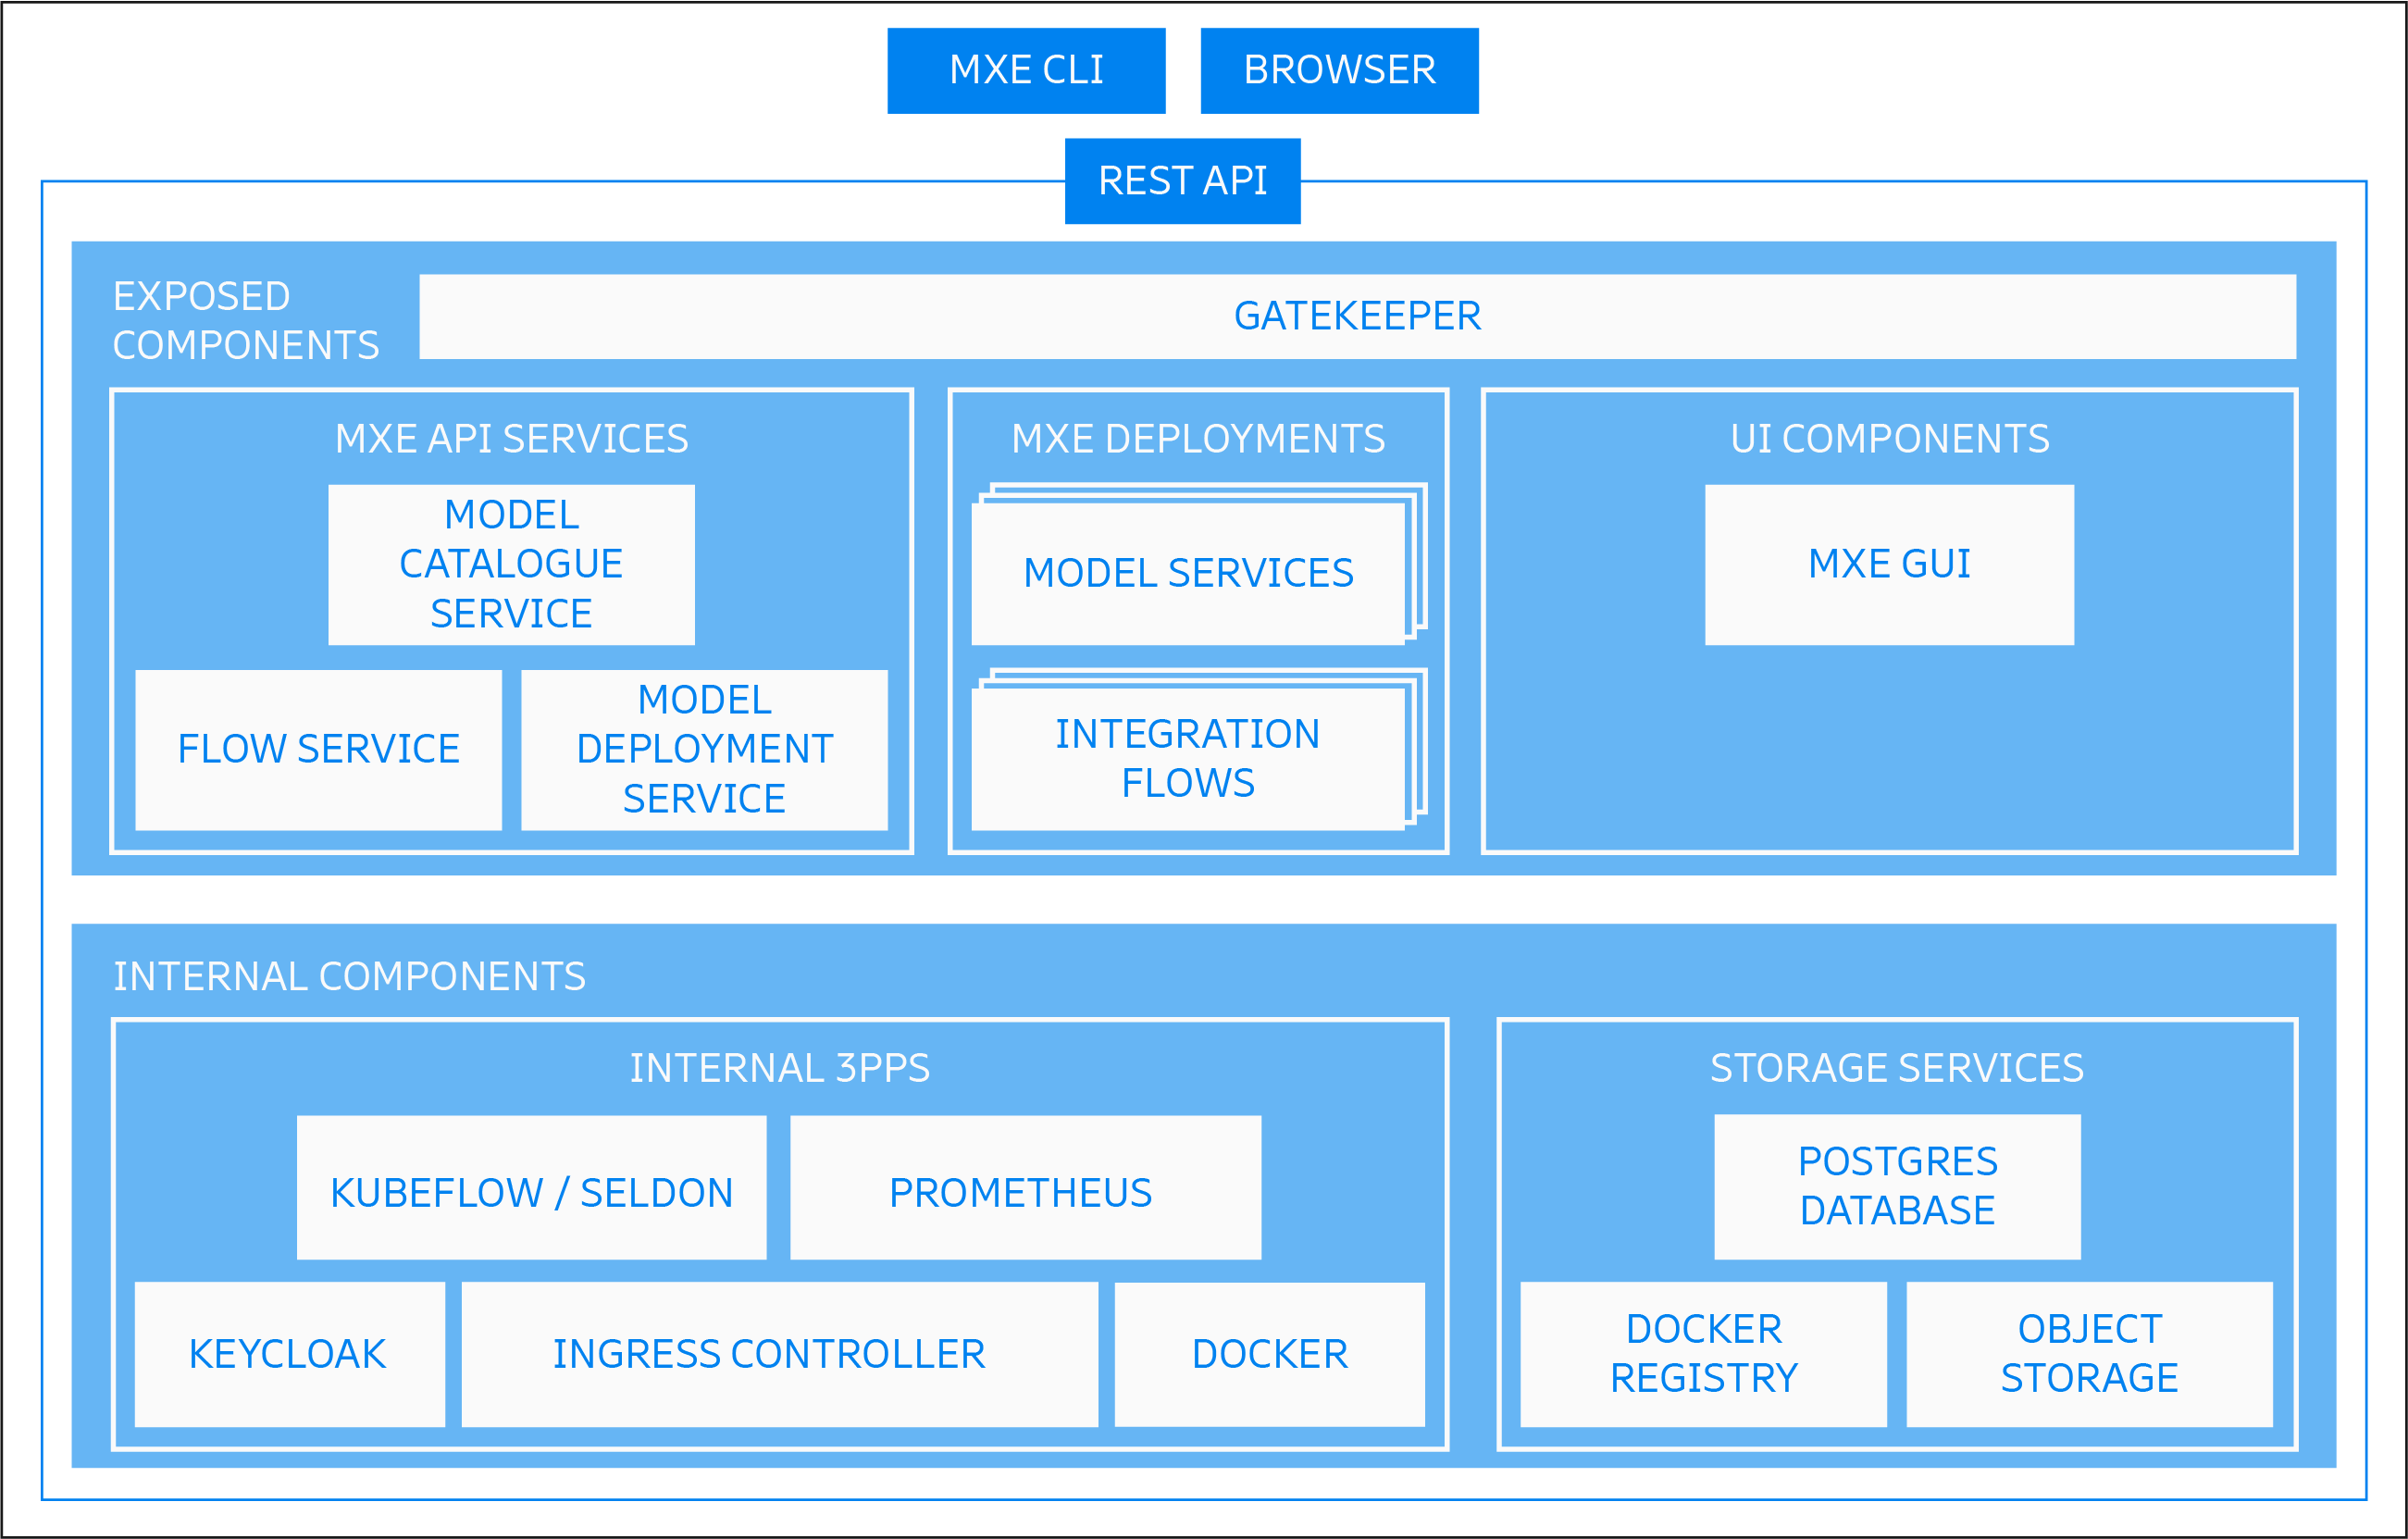 MXE CLI
BROWSER
REST API
EXPOSED
COMPONENTS
GATEKEEPER
MXE API SERVICES
MODEL
CATALOGUE
SERVICE
FLOW SERVICE
MODEL
DEPLOYMENT
SERVICE
MXE DEPLOYMENTS
MODEL SERVICES
INTEGRATION
FLOWS
UI COMPONENTS
MXE GUI
INTERNAL COMPONENTS
INTERNAL 3PPS
KUBEFLOW / SELDON
PROMETHEUS
KEYCLOAK
INGRESS CONTROLLER
DOCKER
STORAGE SERVICES
POSTGRES
DATABASE
DOCKER
REGISTRY
OBJECT
STORAGE